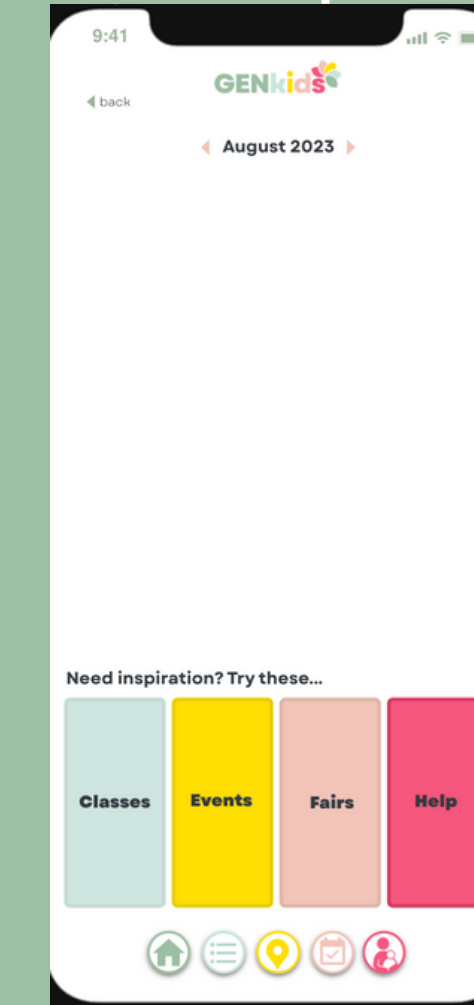 9:41
GENkids
back
August 2023
Need inspiration? Try these...
Classes
Events
Fairs
Help